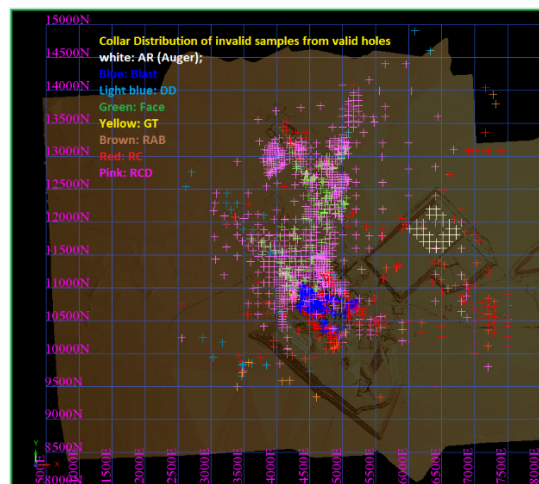 15000N
Collar Distribution of invalid samples from valid holes
14500N
white: AR (Auger);
Blue: Blast
14000N
Light blue: DD
Green: Face
13500N
Yellow: GT
Brown: RAB
13000N
Red: RC
Pink: RCD
12500N
12000N
11500N
11000N
10500N
10000N
9500N
9000N
8500N
8000N
1000E
1500E
2000E
2500E
3000E
3500E
4000E
4500E
5000E
5500E
6000E
6500E
7000E
7500E
8000E
Y
X